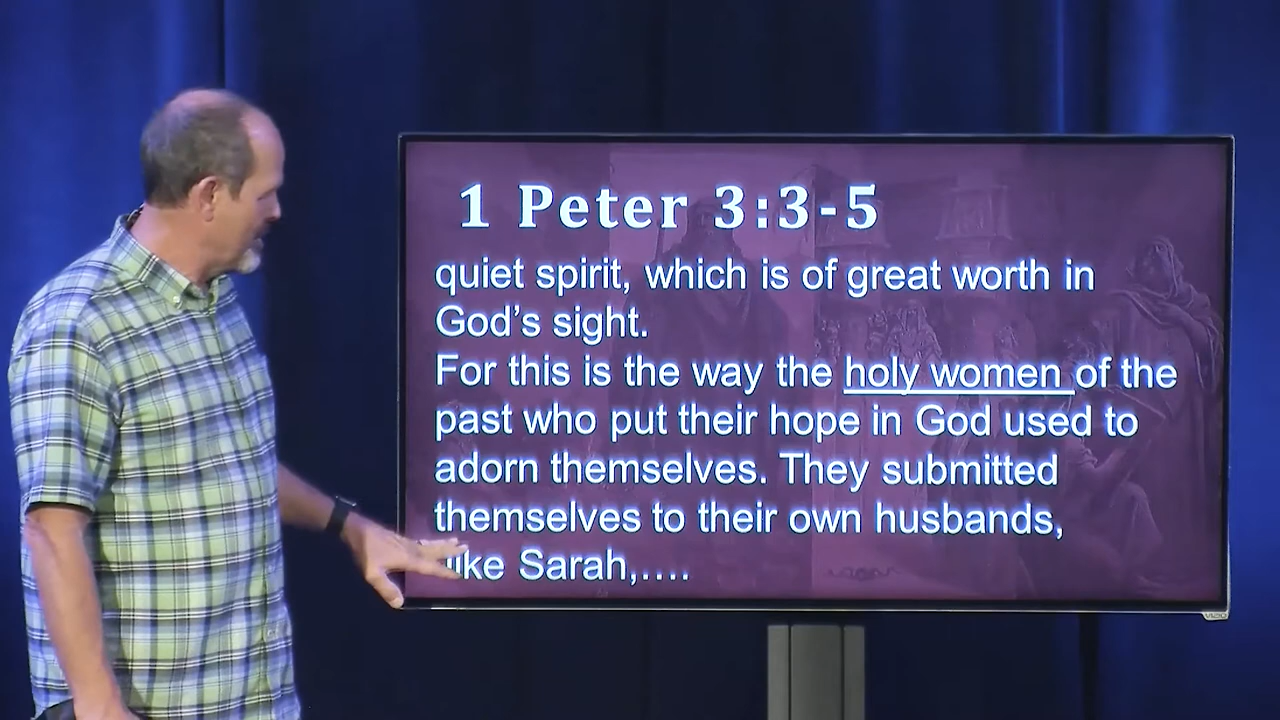 1 Peter 3:3-5
quiet spirit, which is of great worth in
God’s sight.
For this is the way the holy women of the
past who put their hope in God used to
adorn themselves. They submitted
themselves to their own husbands,
like Sarah,....
VIZIO